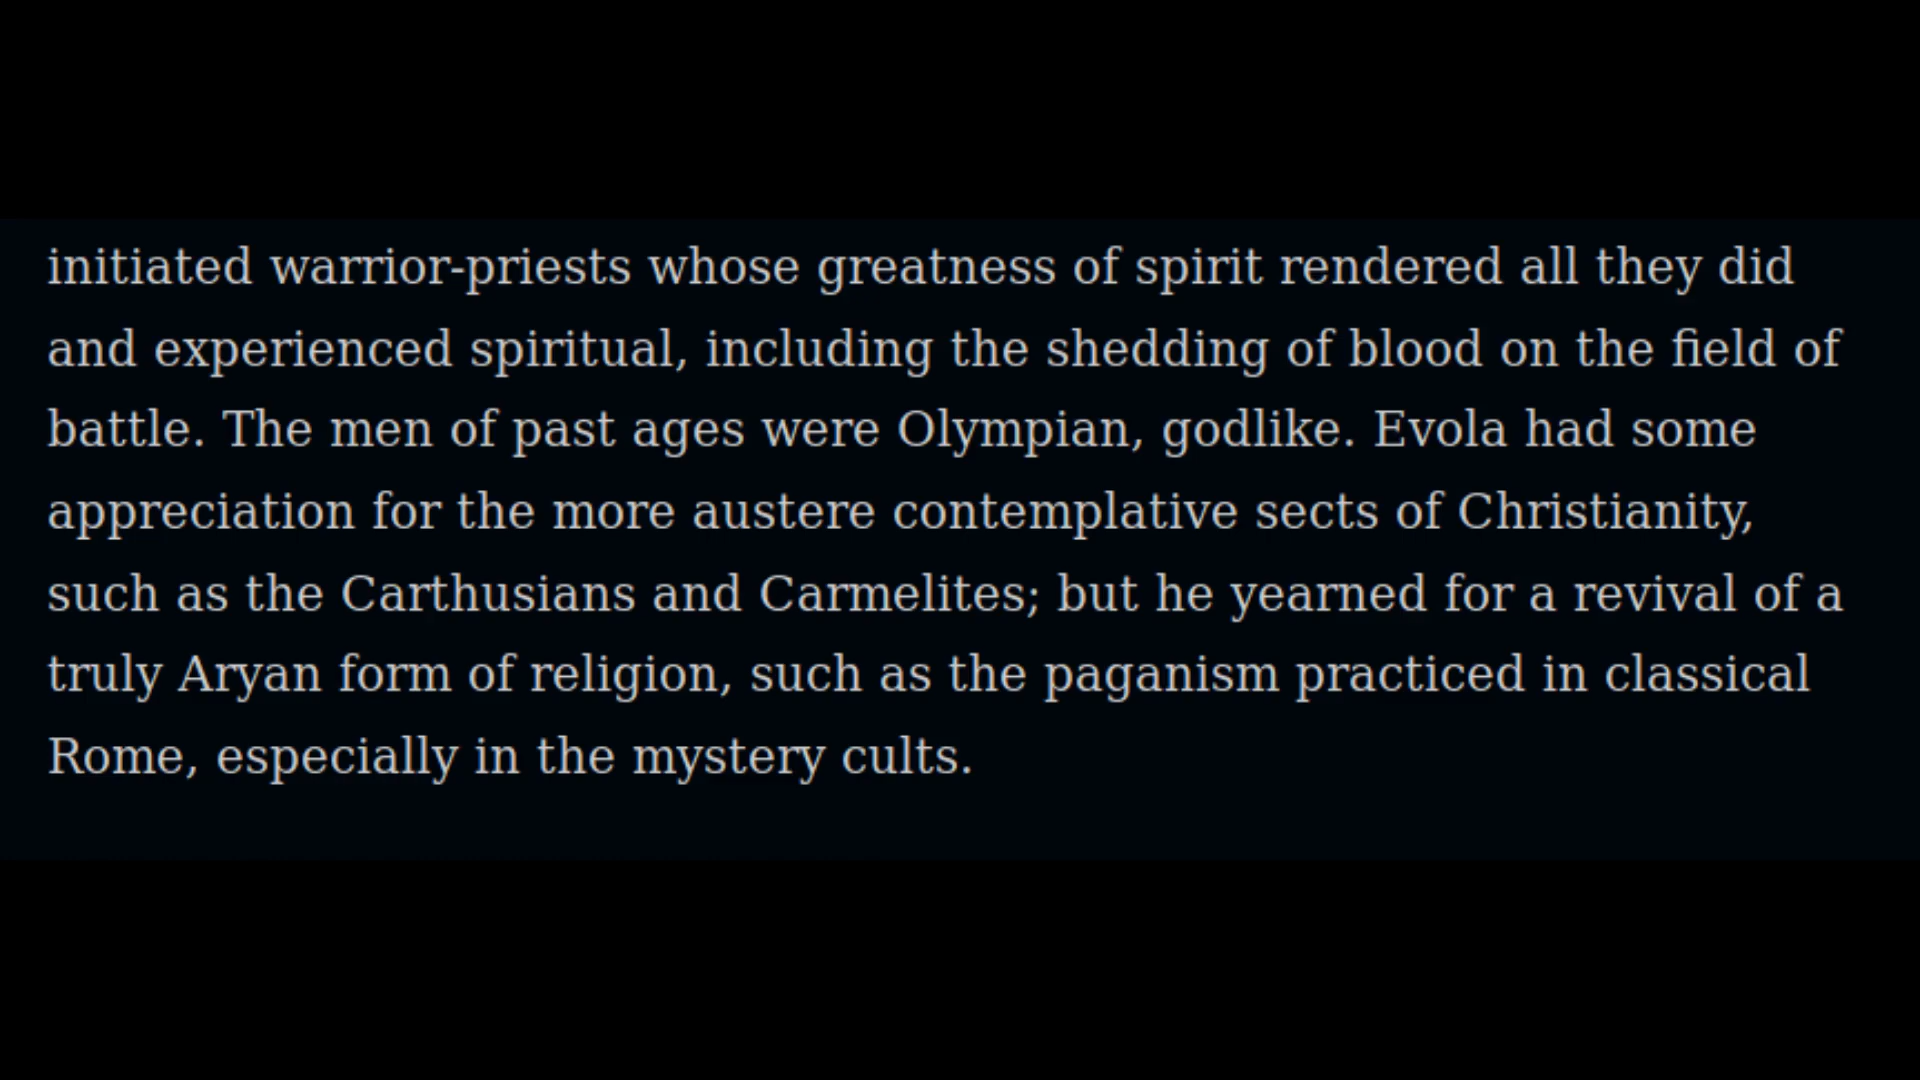 initiated warrior-priests whose greatness of spirit rendered all they did
and experienced spiritual, including the shedding of blood on the field of
battle. The men of past ages were Olympian, godlike. Evola had some
appreciation for the more austere contemplative sects of Christianity,
such as the Carthusians and Carmelites; but he yearned for a revival of a
truly Aryan form of religion, such as the paganism practiced in classical
Rome, especially in the mystery cults.